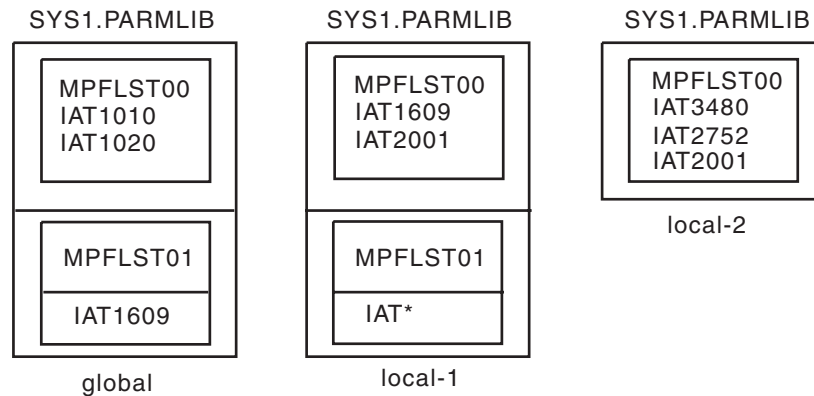 SYS1.PARMLIB
MPFLST00
IAT1010
IAT1020
MPFLST01
IAT1609
global
SYS1.PARMLIB
MPFLST00
IAT1609
IAT2001
MPFLST01
IAT*
local-1
SYS1.PARMLIB
MPFLST00
IAT3480
IAT2752
IAT2001
local-2